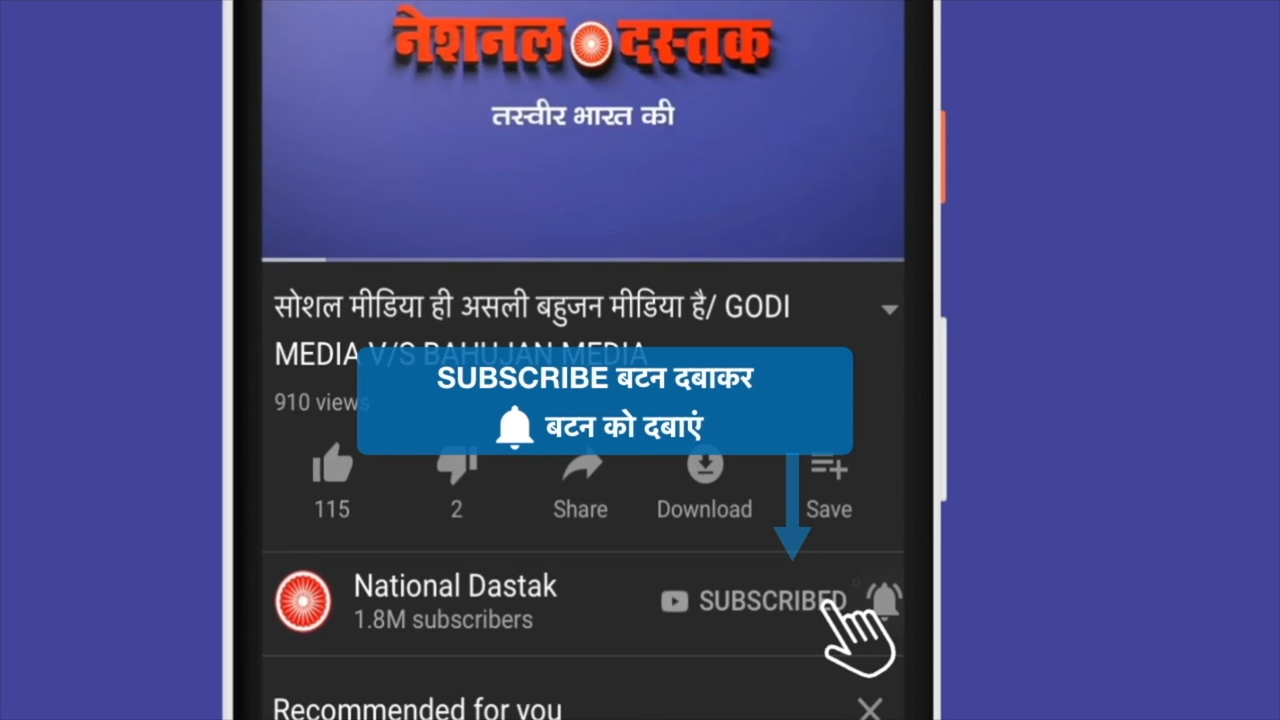 नेशनल दस्तक
तस्वीर भारत की
सोशल मीडिया ही असली बहुजन मीडिया है/ GODI
MEDIA V/S BAHUJAN MEDIA
SUBSCRIBE बटन दबाकर
910 views
बटन को दबाएं
115
2
Share
Download
Save
National Dastak
1.8M subscribers
SUBSCRIBED
Recommended for you